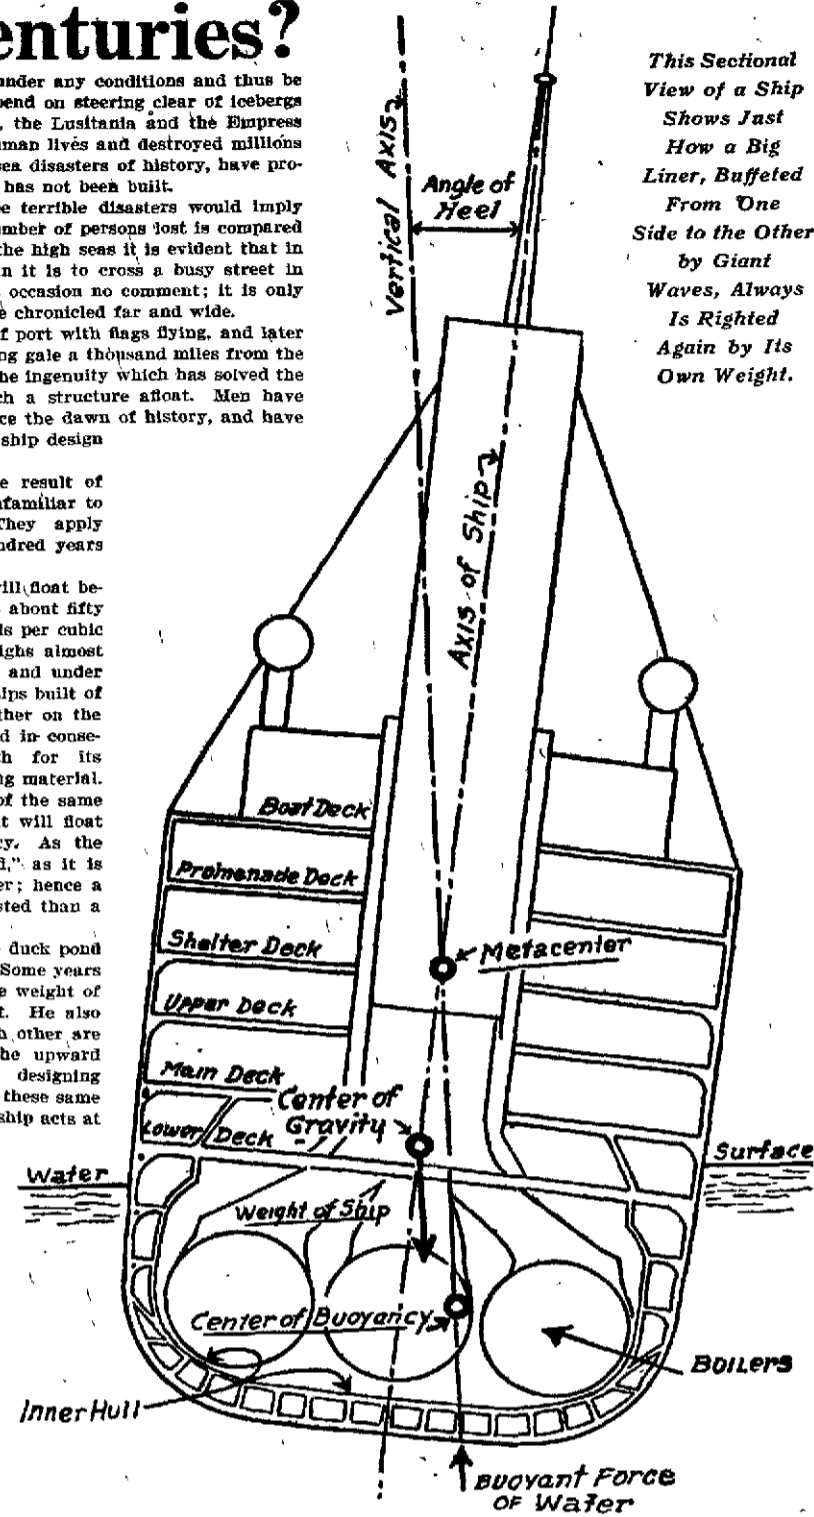 enturies?
under any conditions and thus be
pend on steering clear of icebergs
, the Lusitania and the Empress
uman lives and destroyed millions
sea disasters of history, have pro-
has not been built.
e terrible disasters would imply
umber of persons lost is compared
the high seas it is evident that in
n it is to cross a busy street in
occasion no comment; it is only
e chronicled far and wide.
f port with flags flying, and later
ng gale a thousand miles from the
he ingenuity which has solved the
ch a structure afloat. Men have
ce the dawn of history, and have
ship design
e result of
nfamiliar to
They apply
ndred years
will float be-
about fifty
ds per cubic
ighs almost
and under
ips built of
ther on the
d in conse-
th for its
ng material.
of the same
t will float
cy. As the
d," as it is
er; hence a
sted than a
duck pond
Some years
e weight of
t. He also
h other are
he upward
designing
these same
ship acts at
This Sectional
View of a Ship
Shows Just
How a Big
Liner, Buffeted
From One
Side to the Other
by Giant
Waves, Always
Is Righted
Again by Its
Own Weight.
Vertical Axis
Angle of
Heel
Axis of Ship
Boat Deck
Promenade Deck
Shelter Deck
Metacenter
Upper Deck
Main Deck
Center of
Gravity
Lower Deck
Water
Surface
Weight of Ship
Center of Buoyancy
Boilers
Inner Hull
Buoyant Force
of Water